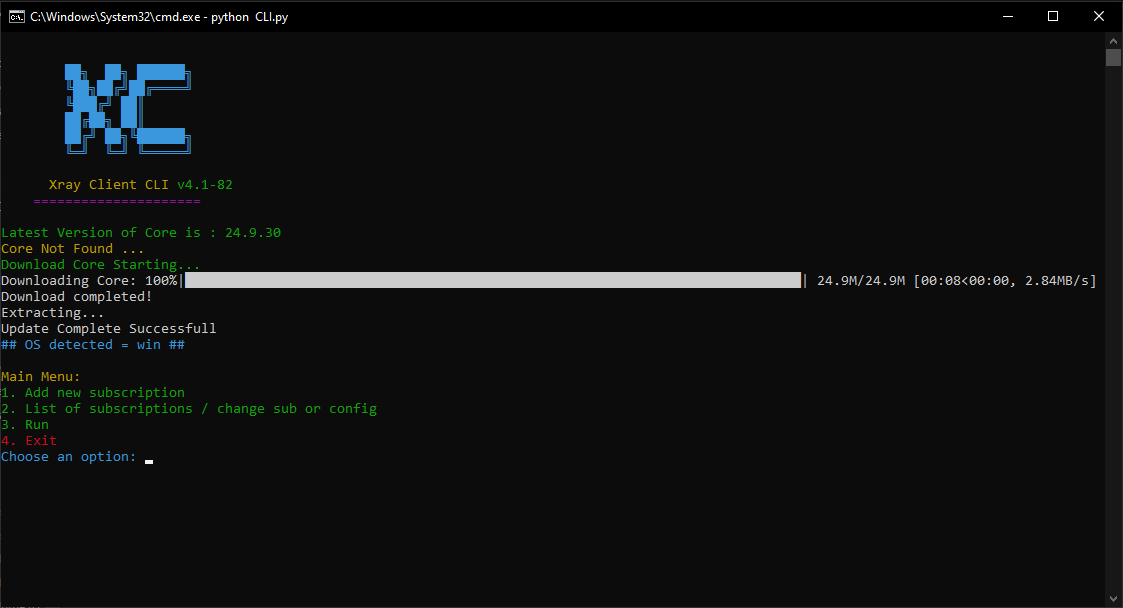 C:\Windows\System32\cmd.exe - python  CLI.py
XC
Xray Client CLI v4.1-82
=====================
Latest Version of Core is : 24.9.30
Core Not Found ...
Download Core Starting...
Downloading Core: 100%|                                                                             | 24.9M/24.9M [00:08<00:00, 2.84MB/s]
Download completed!
Extracting...
Update Complete Successfull
## OS detected = win ##
Main Menu:
1. Add new subscription
2. List of subscriptions / change sub or config
3. Run
4. Exit
Choose an option: